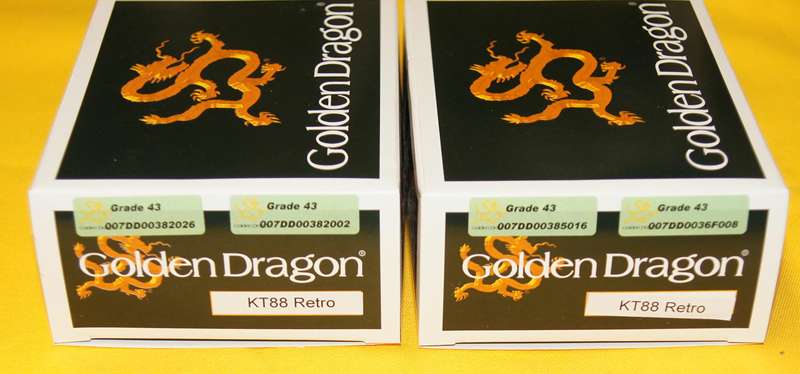 Golden Dragon
Grade 43
007DD00382026
Grade 43
007DD00382002
Golden Dragon®
KT88 Retro
Golden Dragon
Grade 43
007DD00385016
Grade 43
007DD0036F008
Golden Dragon®
KT88 Retro